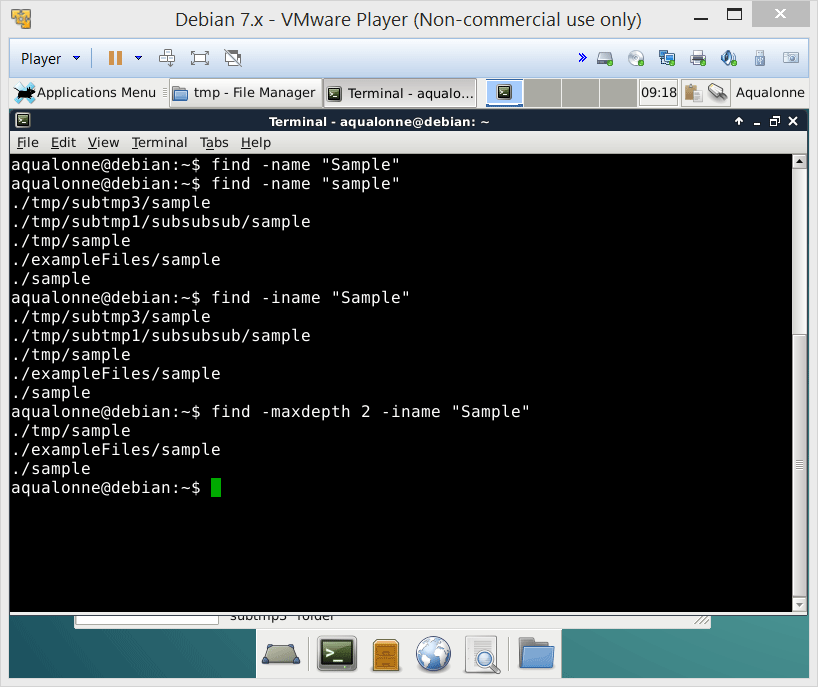 Debian 7.x - VMware Player (Non-commercial use only)
Player
Applications Menu
tmp - File Manager
Terminal - aqualo...
09:18
Aqualonne
Terminal - aqualonne@debian: ~
File Edit View Terminal Tabs Help
aqualonne@debian:~$ find -name "Sample"
aqualonne@debian:~$ find -name "sample"
./tmp/subtmp3/sample
./tmp/subtmp1/subsubsub/sample
./tmp/sample
./exampleFiles/sample
./sample
aqualonne@debian:~$ find -iname "Sample"
./tmp/subtmp3/sample
./tmp/subtmp1/subsubsub/sample
./tmp/sample
./exampleFiles/sample
./sample
aqualonne@debian:~$ find -maxdepth 2 -iname "Sample"
./tmp/sample
./exampleFiles/sample
./sample
aqualonne@debian:~$
"subtmp3" folder